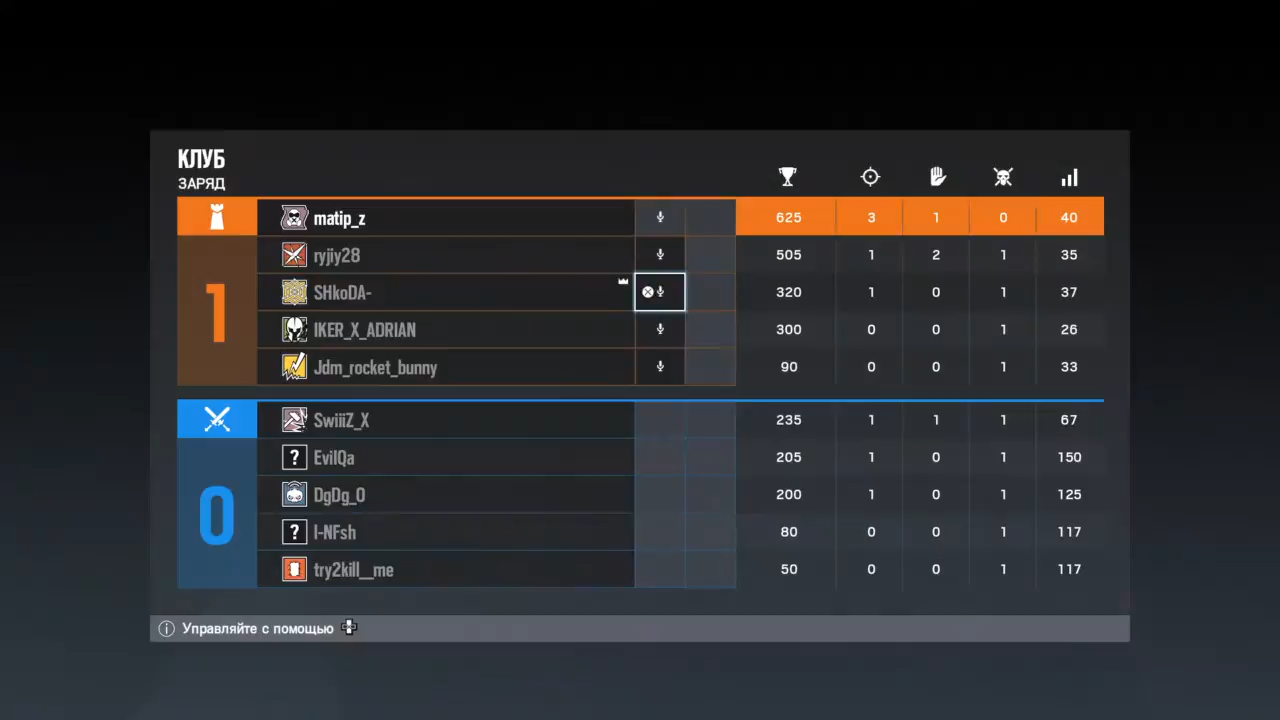 КЛУБ
ЗАРЯД
matip_z 625 3 1 0 40
ryjiy28 505 1 2 1 35
SHkoDA- 320 1 0 1 37
1
IKER_X_ADRIAN 300 0 0 1 26
Jdm_rocket_bunny 90 0 0 1 33
SwiiiZ_X 235 1 1 1 67
? EvilQa 205 1 0 1 150
DgDg_O 200 1 0 1 125
0
? I-NFsh 80 0 0 1 117
try2kill__me 50 0 0 1 117
Управляйте с помощью